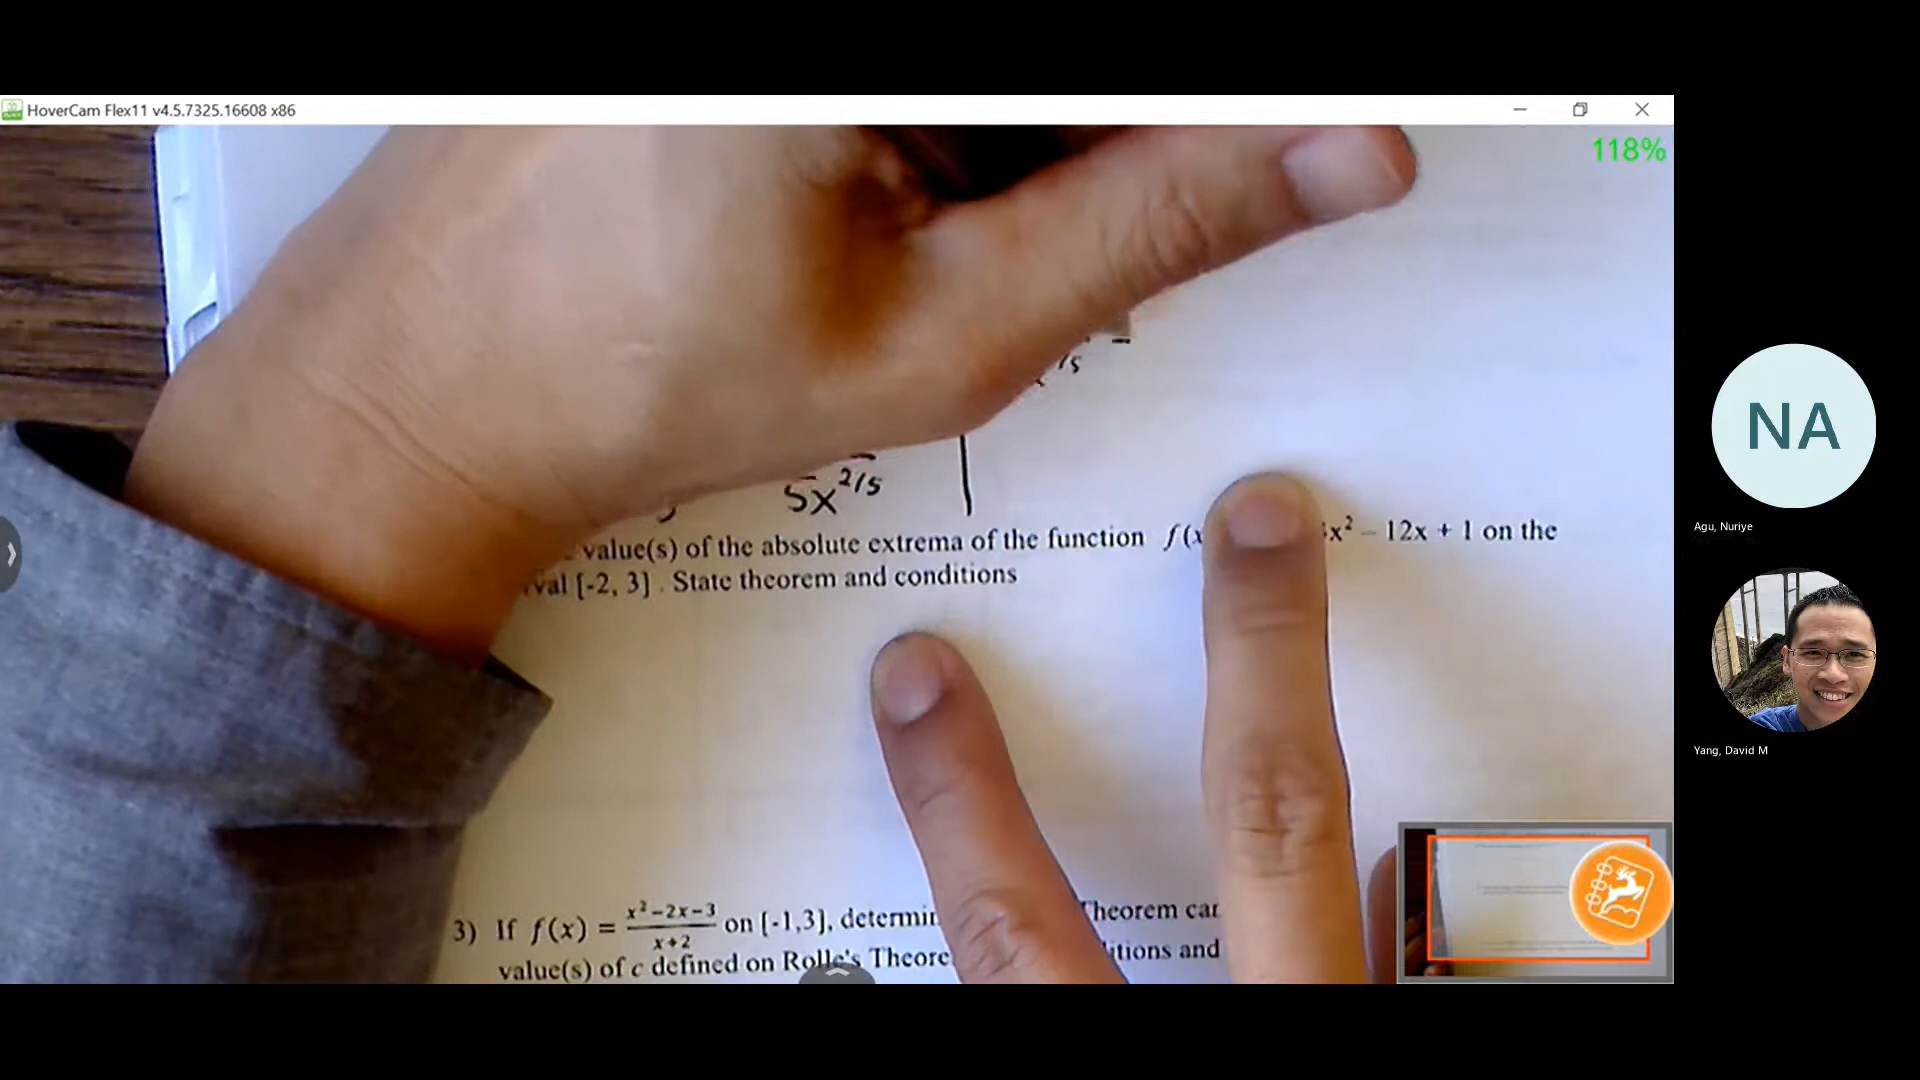 HoverCam Flex11 v4.5.7325.16608 x86
118%
5x^2/5
value(s) of the absolute extrema of the function f(x x² - 12x + 1 on the
val [-2, 3] . State theorem and conditions
3) If f(x) = x²-2x-3 / x+2 on [-1,3], determin Theorem car
value(s) of c defined on Rolle's Theore itions and
NA
Agu, Nuriye
Yang, David M